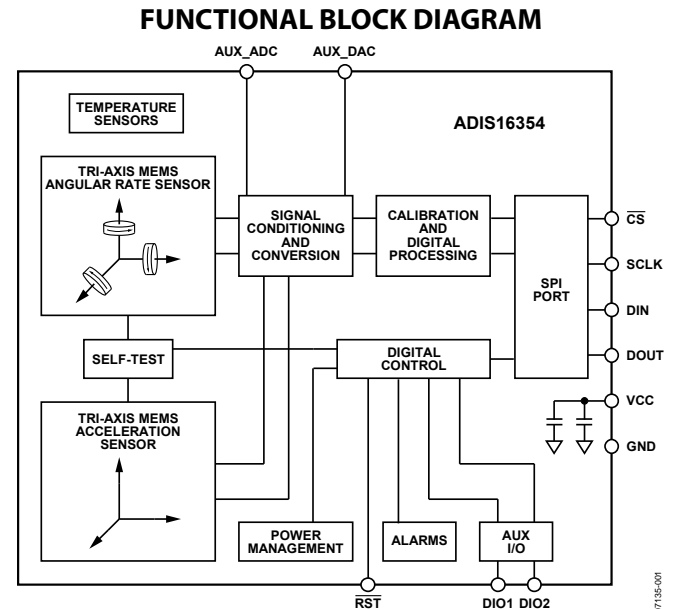 FUNCTIONAL BLOCK DIAGRAM
AUX_ADC AUX_DAC
TEMPERATURE
SENSORS
ADIS16354
TRI-AXIS MEMS
ANGULAR RATE SENSOR
SIGNAL
CONDITIONING
AND
CONVERSION
CALIBRATION
AND
DIGITAL
PROCESSING
SPI
PORT
CS
SCLK
DIN
DOUT
VCC
GND
SELF-TEST
DIGITAL
CONTROL
TRI-AXIS MEMS
ACCELERATION
SENSOR
POWER
MANAGEMENT
ALARMS
AUX
I/O
RST
DIO1 DIO2